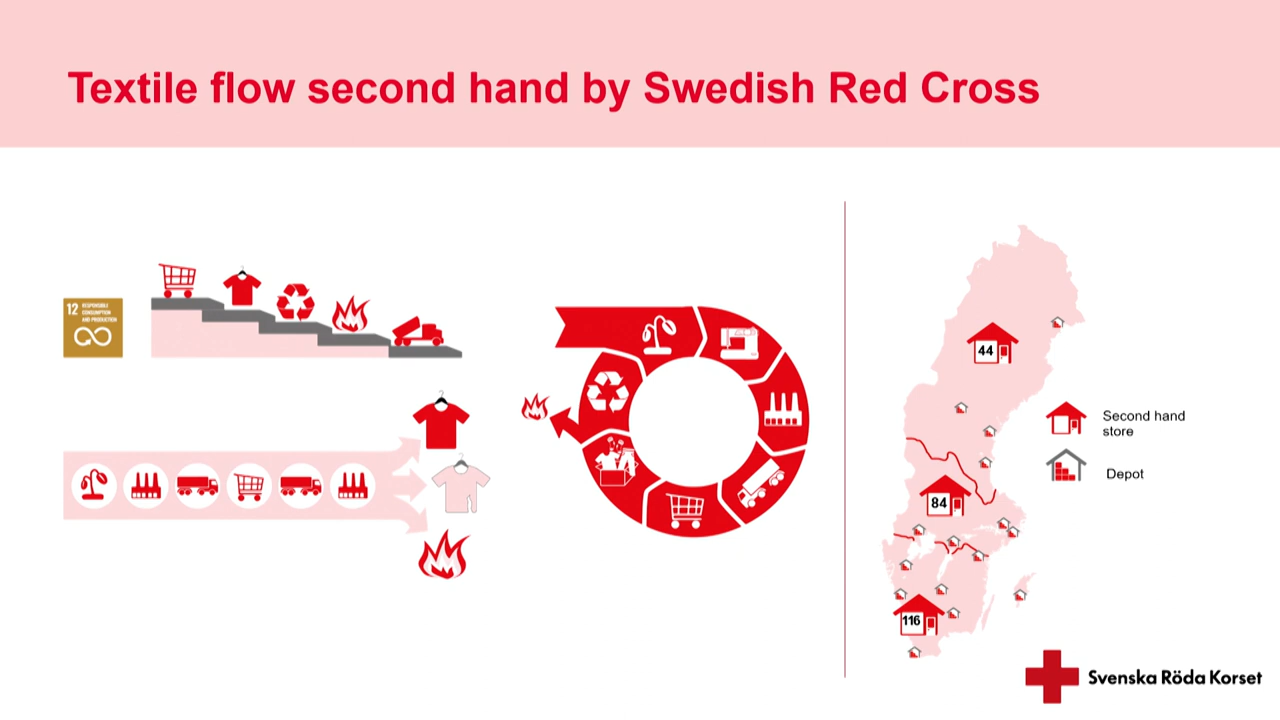 Textile flow second hand by Swedish Red Cross
12 RESPONSIBLE
CONSUMPTION
AND PRODUCTION
44
84
116
Second hand
store
Depot
Svenska Röda Korset